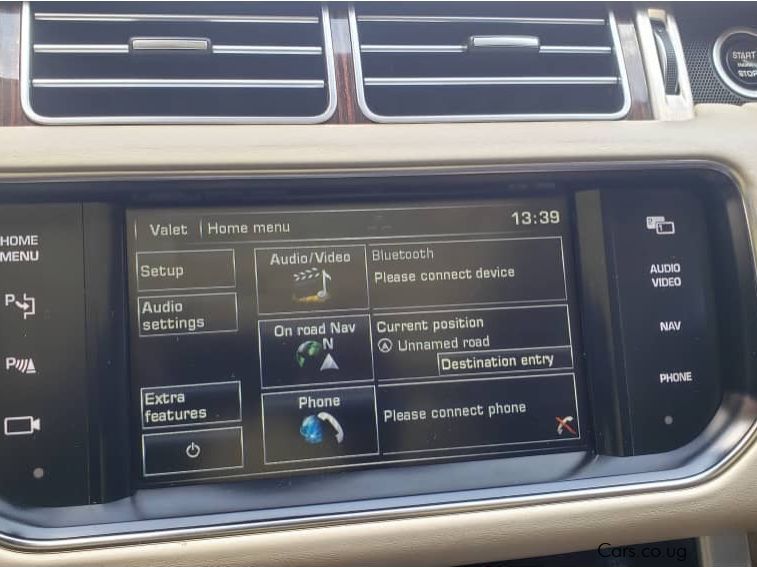 START
STOP
HOME
MENU
Valet
Home menu
13:39
Setup
Audio
settings
Extra
features
Audio/Video
On road Nav
N
Phone
Bluetooth
Please connect device
Current position
Unnamed road
Destination entry
Please connect phone
P
P
AUDIO
VIDEO
NAV
PHONE
Cars.co.ug